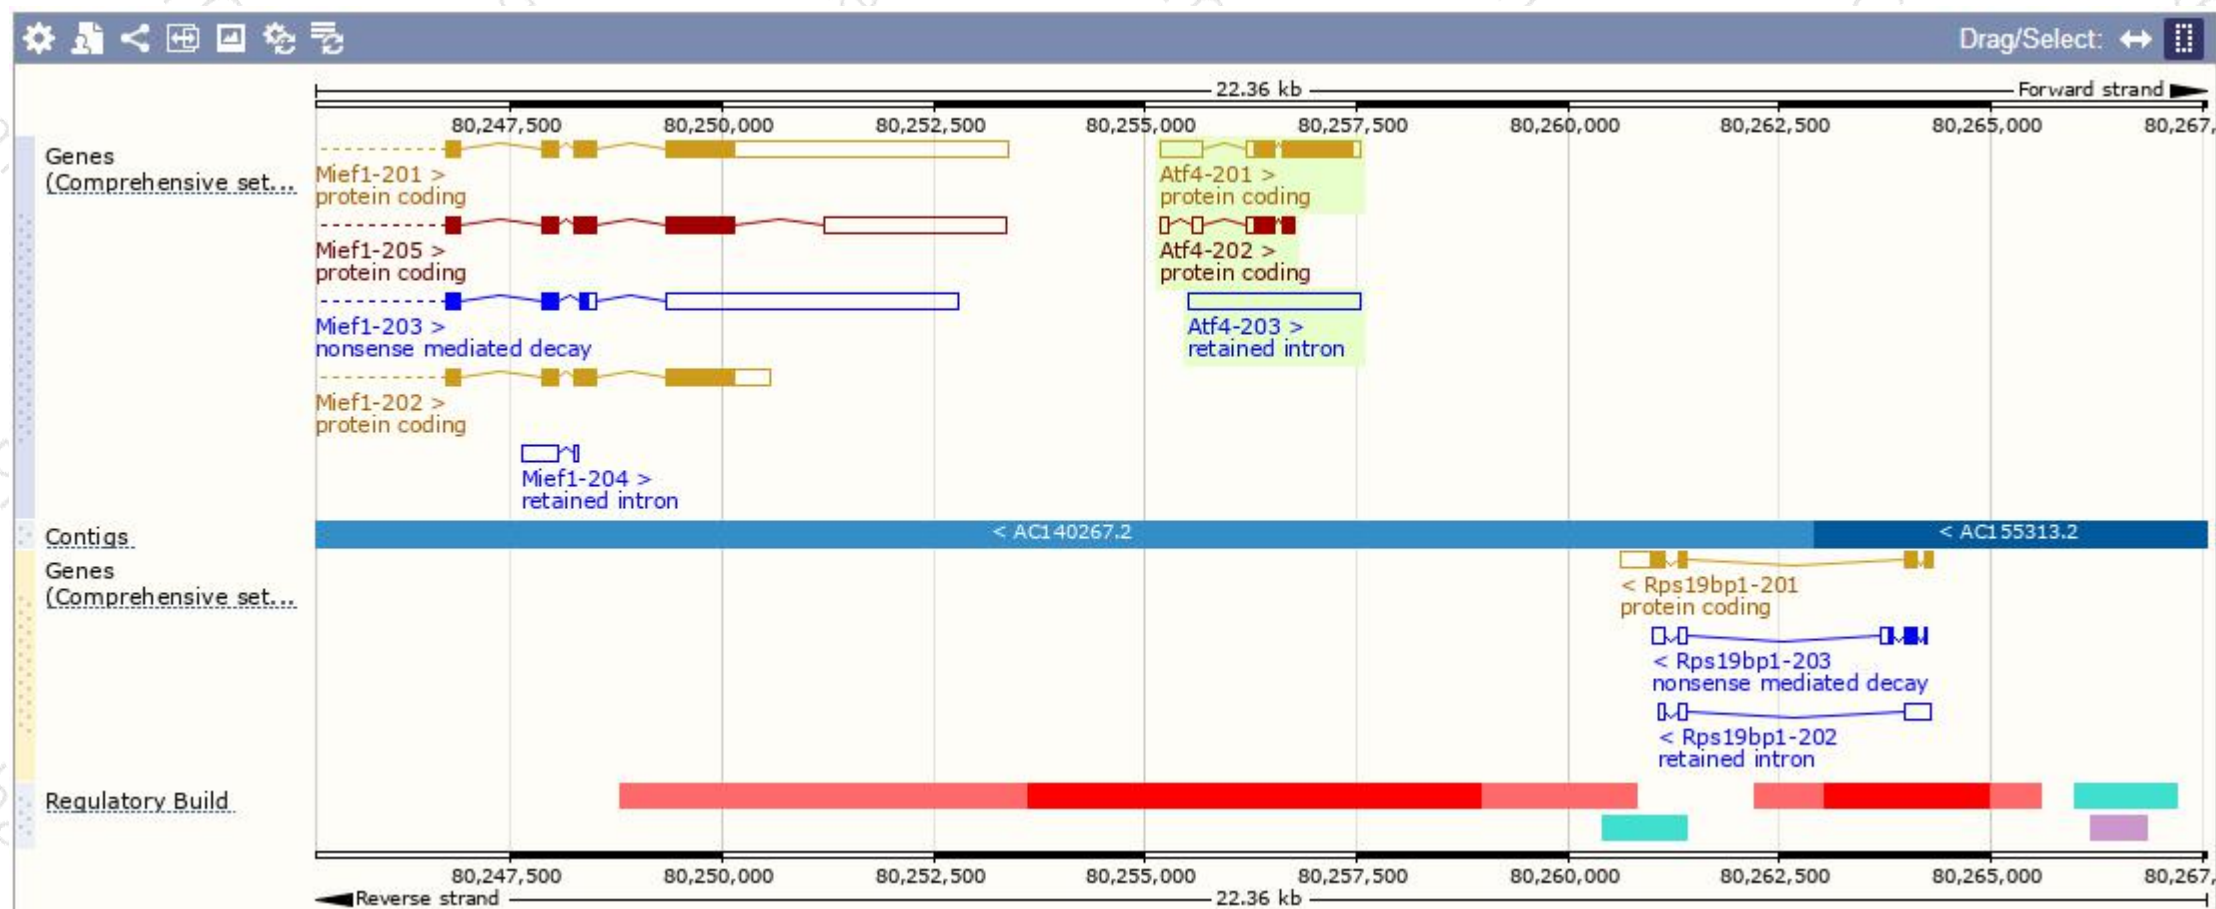 Drag/Select:
22.36 kb
Forward strand
80,247,500 80,250,000 80,252,500 80,255,000 80,257,500 80,260,000 80,262,500 80,265,000 80,267,
Genes
(Comprehensive set...
Mief1-201 >
protein coding
Atf4-201 >
protein coding
Mief1-205 >
protein coding
Atf4-202 >
protein coding
Mief1-203 >
nonsense mediated decay
Atf4-203 >
retained intron
Mief1-202 >
protein coding
Mief1-204 >
retained intron
Contigs
< AC140267.2
< AC155313.2
Genes
(Comprehensive set...
< Rps19bp1-201
protein coding
< Rps19bp1-203
nonsense mediated decay
< Rps19bp1-202
retained intron
Regulatory Build
80,247,500 80,250,000 80,252,500 80,255,000 80,257,500 80,260,000 80,262,500 80,265,000 80,267,
Reverse strand
22.36 kb